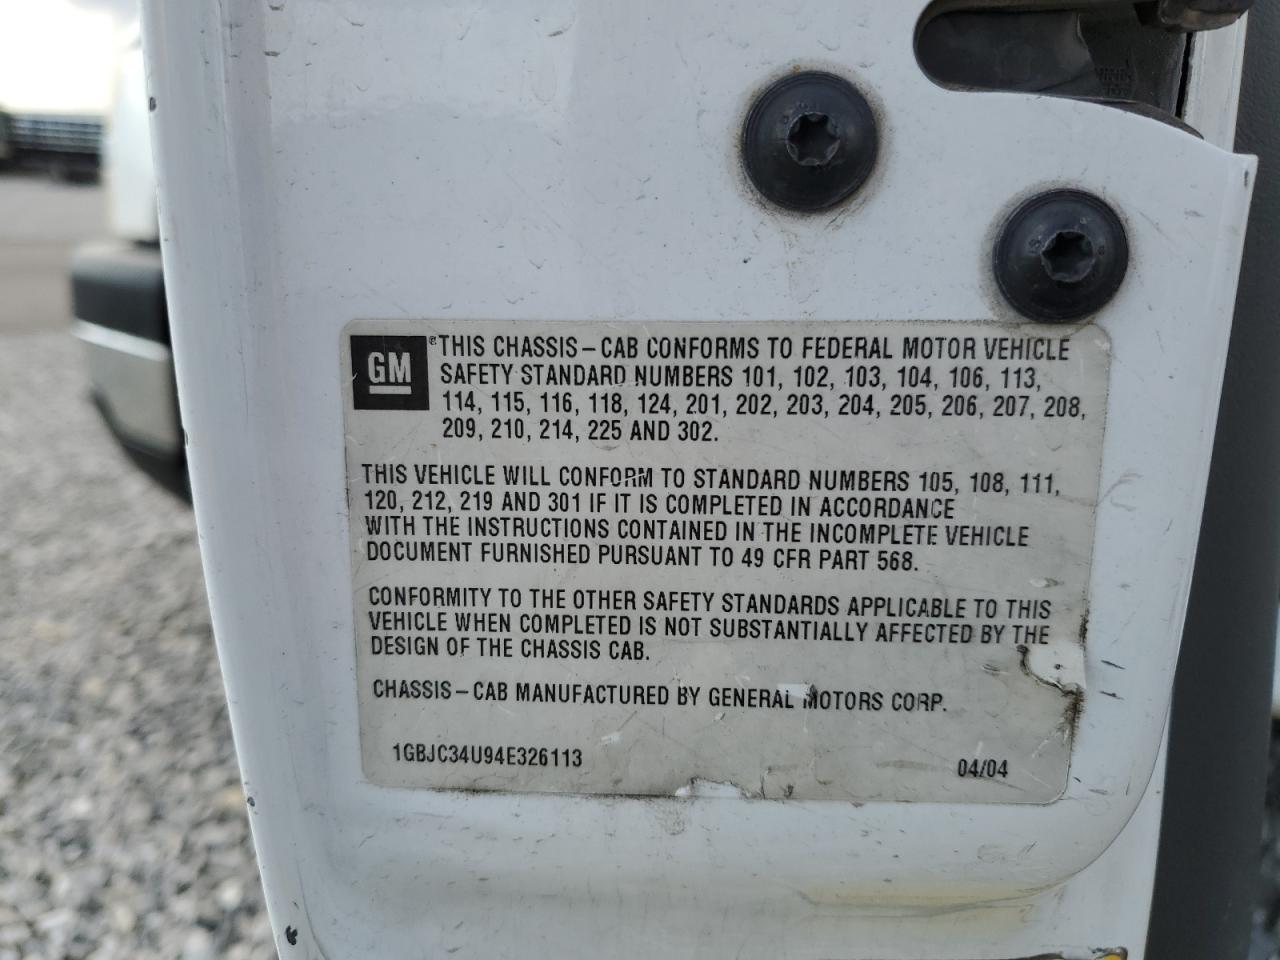 GM
®THIS CHASSIS-CAB CONFORMS TO FEDERAL MOTOR VEHICLE
SAFETY STANDARD NUMBERS 101, 102, 103, 104, 106, 113,
114, 115, 116, 118, 124, 201, 202, 203, 204, 205, 206, 207, 208,
209, 210, 214, 225 AND 302.
THIS VEHICLE WILL CONFORM TO STANDARD NUMBERS 105, 108, 111,
120, 212, 219 AND 301 IF IT IS COMPLETED IN ACCORDANCE
WITH THE INSTRUCTIONS CONTAINED IN THE INCOMPLETE VEHICLE
DOCUMENT FURNISHED PURSUANT TO 49 CFR PART 568.
CONFORMITY TO THE OTHER SAFETY STANDARDS APPLICABLE TO THIS
VEHICLE WHEN COMPLETED IS NOT SUBSTANTIALLY AFFECTED BY THE
DESIGN OF THE CHASSIS CAB.
CHASSIS-CAB MANUFACTURED BY GENERAL MOTORS CORP.
1GBJC34U94E326113
04/04